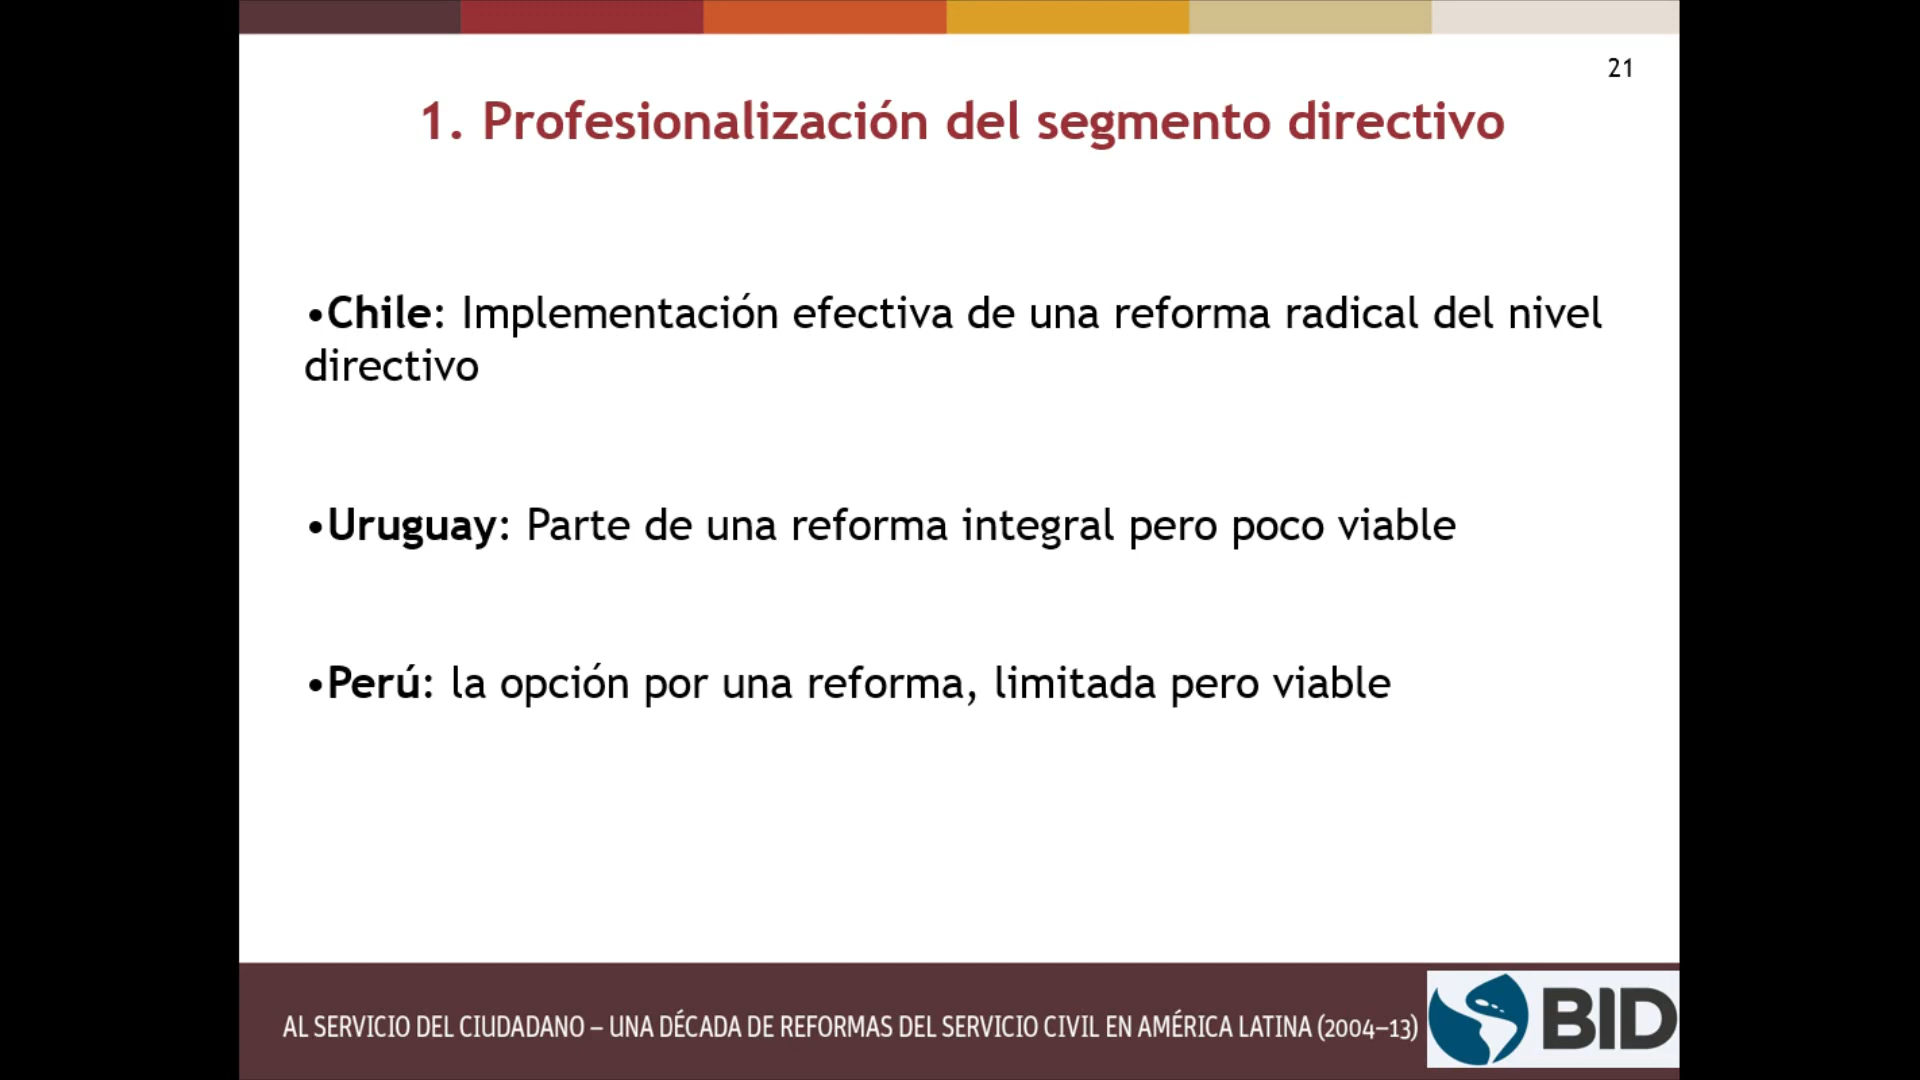 21
1. Profesionalización del segmento directivo
•Chile: Implementación efectiva de una reforma radical del nivel
directivo
•Uruguay: Parte de una reforma integral pero poco viable
•Perú: la opción por una reforma, limitada pero viable
AL SERVICIO DEL CIUDADANO – UNA DÉCADA DE REFORMAS DEL SERVICIO CIVIL EN AMÉRICA LATINA (2004–13)
BID